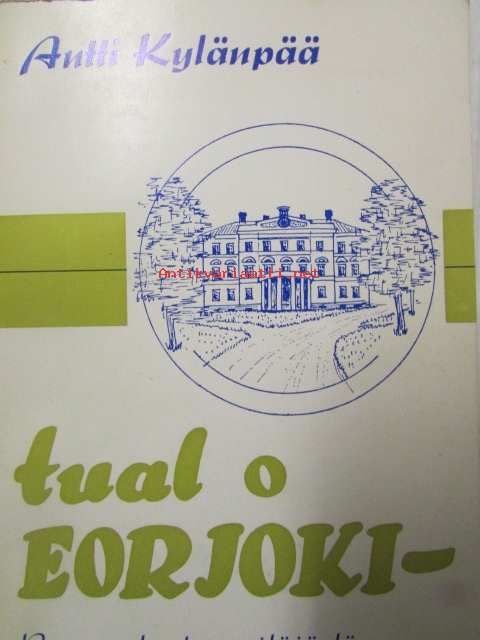 Antti Kylänpää
Antikvariaatti.net
tual o
EORJOKI-